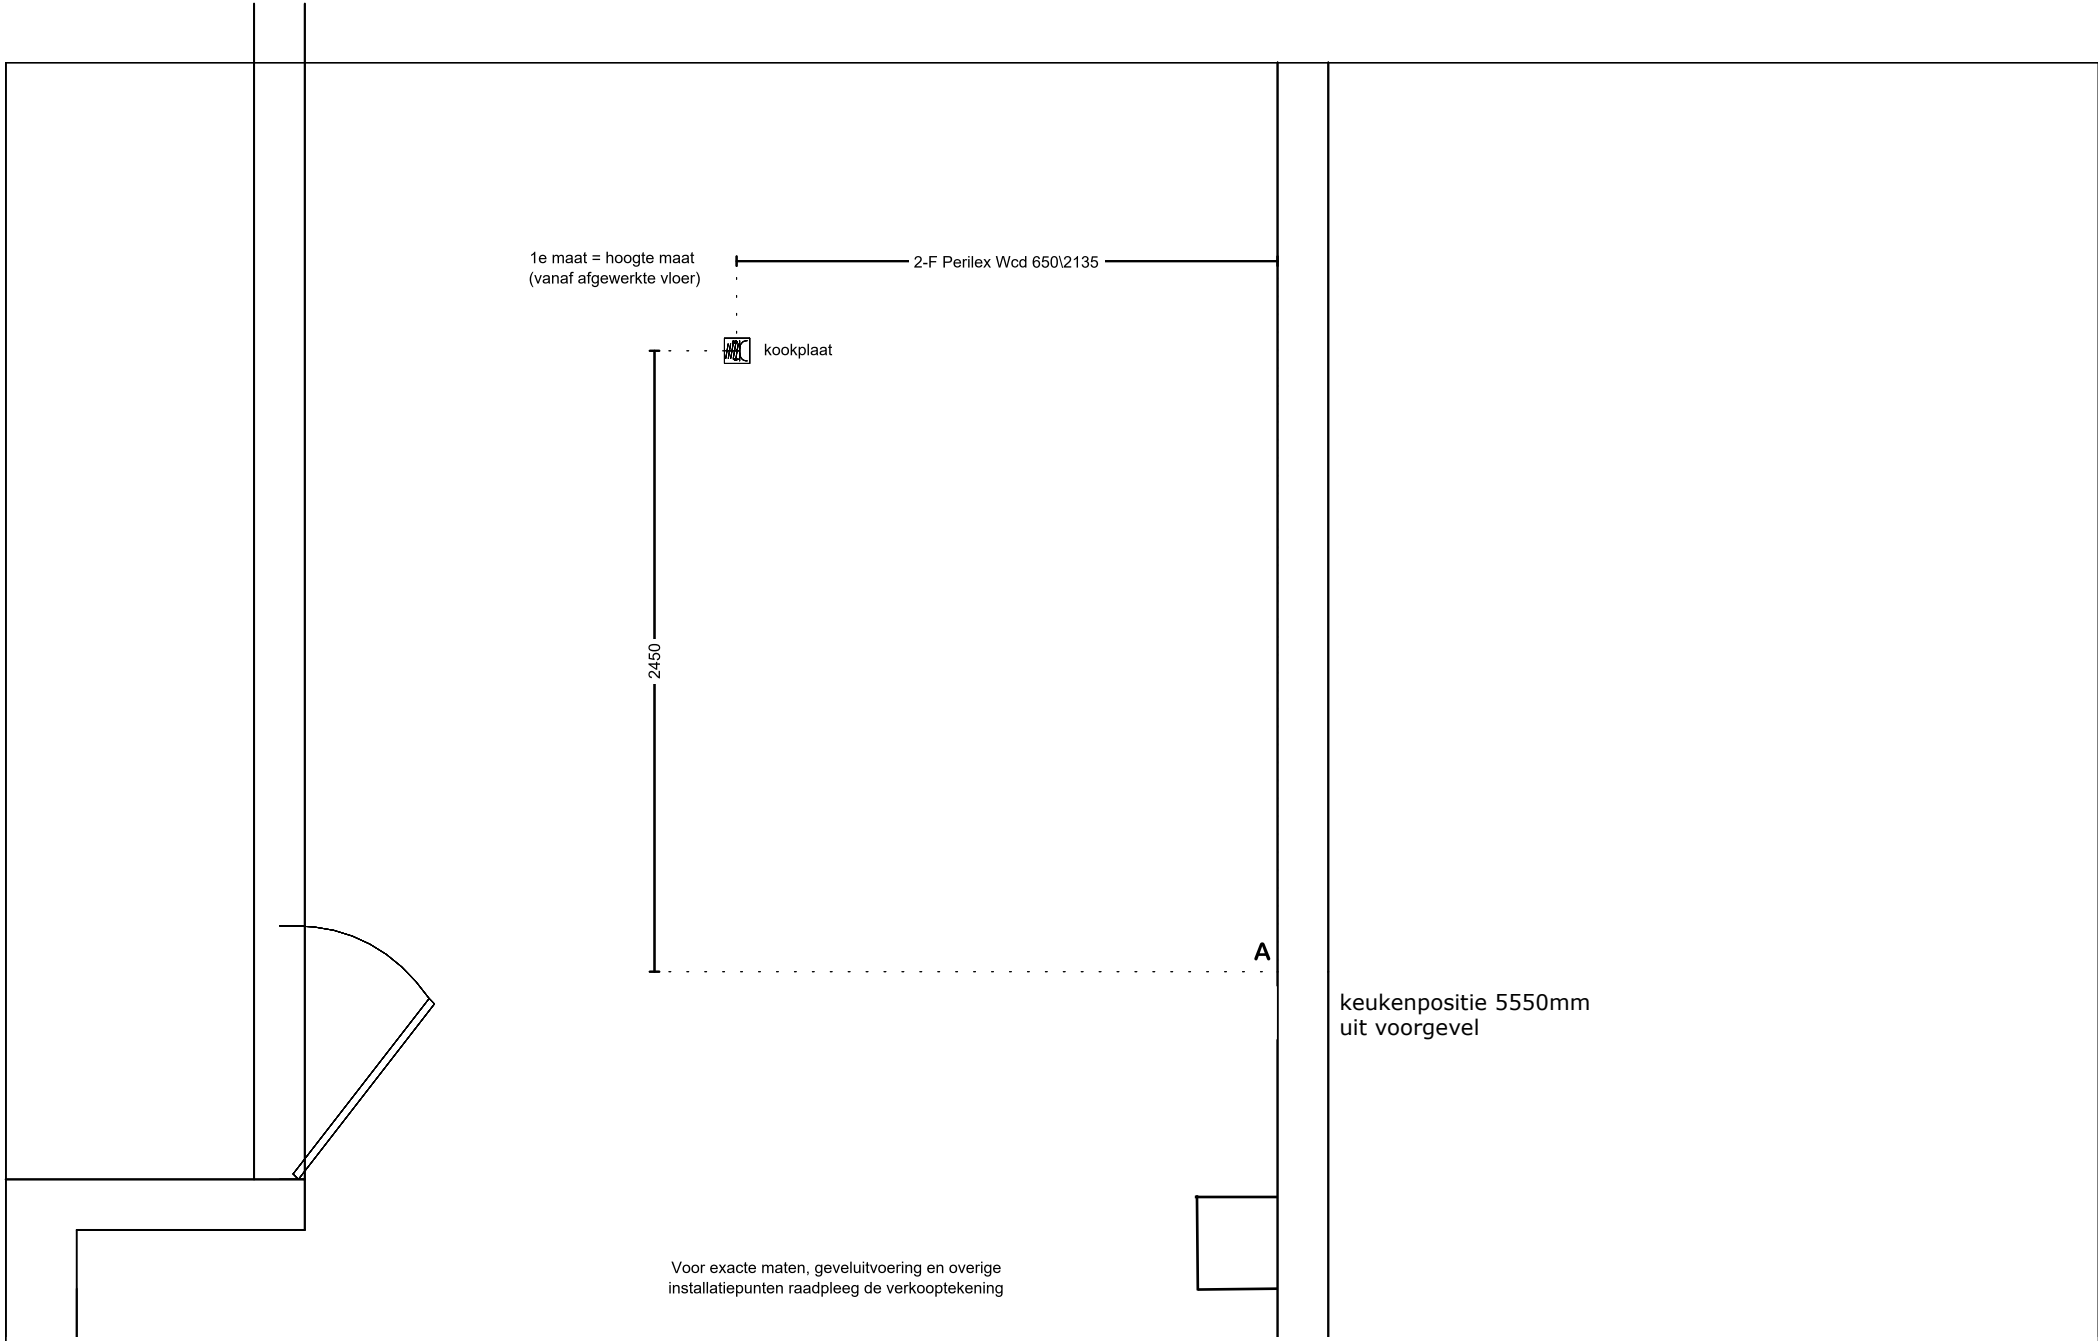 1e maat = hoogte maat
(vanaf afgewerkte vloer)
2-F Perilex Wcd 650\2135
kookplaat
2450
A
keukenpositie 5550mm
uit voorgevel
Voor exacte maten, geveluitvoering en overige
installatiepunten raadpleeg de verkooptekening